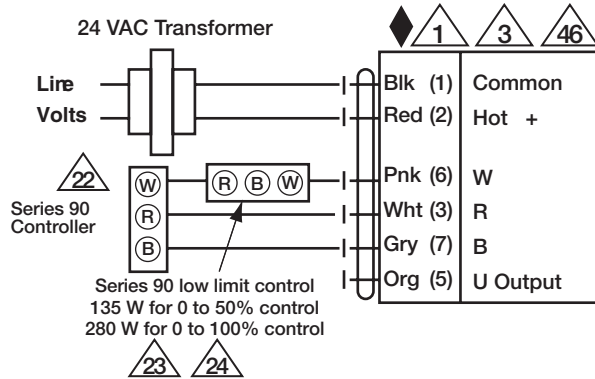 24 VAC Transformer
1 3 46
Line
Volts
Blk (1) Common
Red (2) Hot +
22
Series 90
Controller
W
R
B
R B W
Pnk (6) W
Wht (3) R
Gry (7) B
Org (5) U Output
Series 90 low limit control
135 W for 0 to 50% control
280 W for 0 to 100% control
23 24